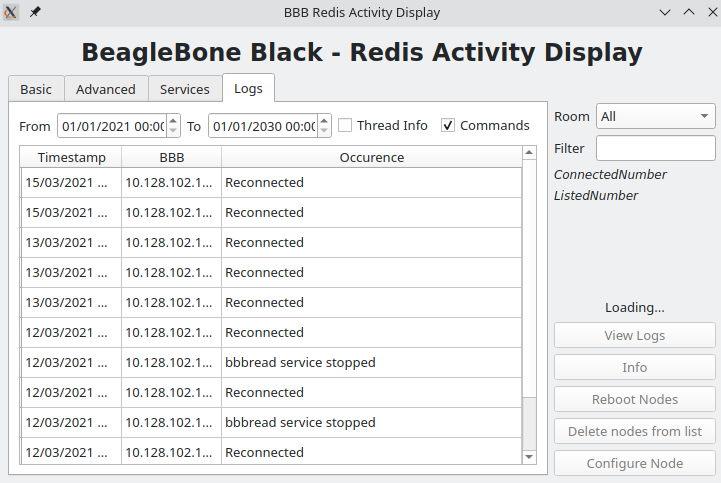 BBB Redis Activity Display
BeagleBone Black - Redis Activity Display
Basic Advanced Services Logs
From 01/01/2021 00:00 To 01/01/2030 00:00 Thread Info Commands
Timestamp BBB Occurence
15/03/2021 ... 10.128.102.1... Reconnected
15/03/2021 ... 10.128.102.1... Reconnected
13/03/2021 ... 10.128.102.1... Reconnected
13/03/2021 ... 10.128.102.1... Reconnected
13/03/2021 ... 10.128.102.1... Reconnected
12/03/2021 ... 10.128.102.1... Reconnected
12/03/2021 ... 10.128.102.1... bbbread service stopped
12/03/2021 ... 10.128.102.1... Reconnected
12/03/2021 ... 10.128.102.1... bbbread service stopped
12/03/2021 ... 10.128.102.1... Reconnected
Room All
Filter
ConnectedNumber
ListedNumber
Loading...
View Logs
Info
Reboot Nodes
Delete nodes from list
Configure Node